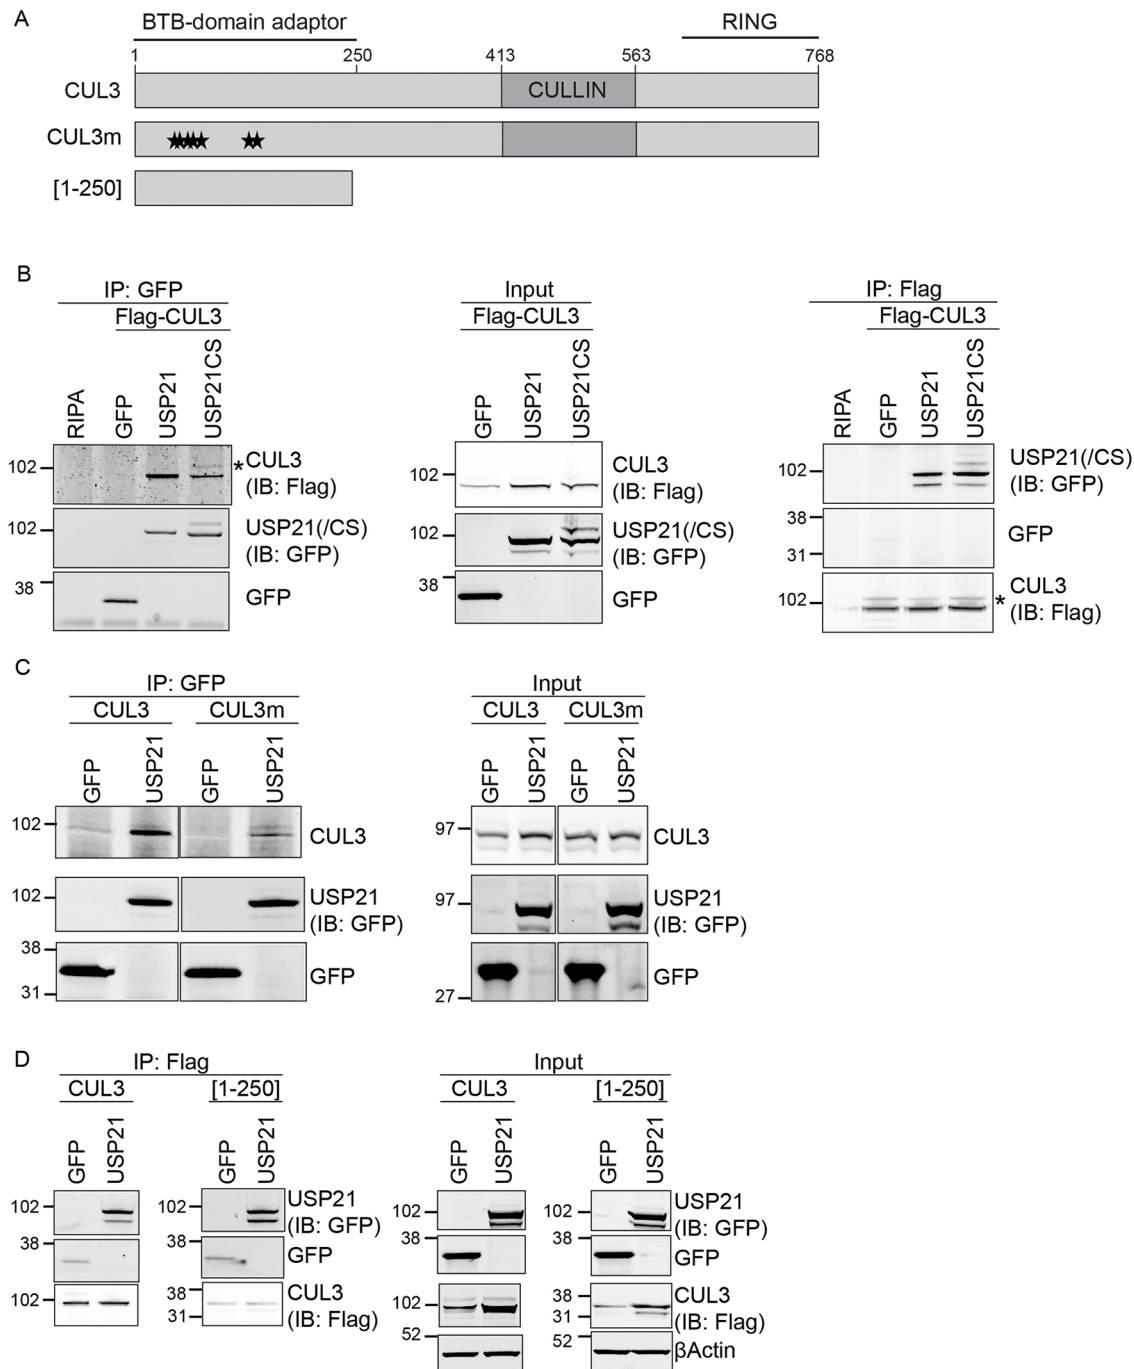 A
BTB-domain adaptor RING
1 250 413 563 768
CUL3 CULLIN
CUL3m
[1-250]
B
IP: GFP Input IP: Flag
Flag-CUL3 Flag-CUL3 Flag-CUL3
RIPA GFP USP21 USP21CS GFP USP21 USP21CS RIPA GFP USP21 USP21CS
102 * CUL3 102 CUL3 102 USP21(/CS)
(IB: Flag) (IB: Flag) (IB: GFP)
102 USP21(/CS) 102 USP21(/CS) 38 GFP
(IB: GFP) (IB: GFP) 31
38 GFP 38 GFP 102 * CUL3
(IB: Flag)
C
IP: GFP Input
CUL3 CUL3m CUL3 CUL3m
GFP USP21 GFP USP21 GFP USP21 GFP USP21
102 CUL3 97 CUL3
102 USP21 97 USP21
(IB: GFP) (IB: GFP)
38 GFP GFP
31 27
D
IP: Flag Input
CUL3 [1-250] CUL3 [1-250]
GFP USP21 GFP USP21 GFP USP21 GFP USP21
102 102 USP21 102 102 USP21
(IB: GFP) (IB: GFP)
38 38 GFP 38 38 GFP
102 38 CUL3 102 38 CUL3
31 (IB: Flag) 31 (IB: Flag)
52 52 βActin